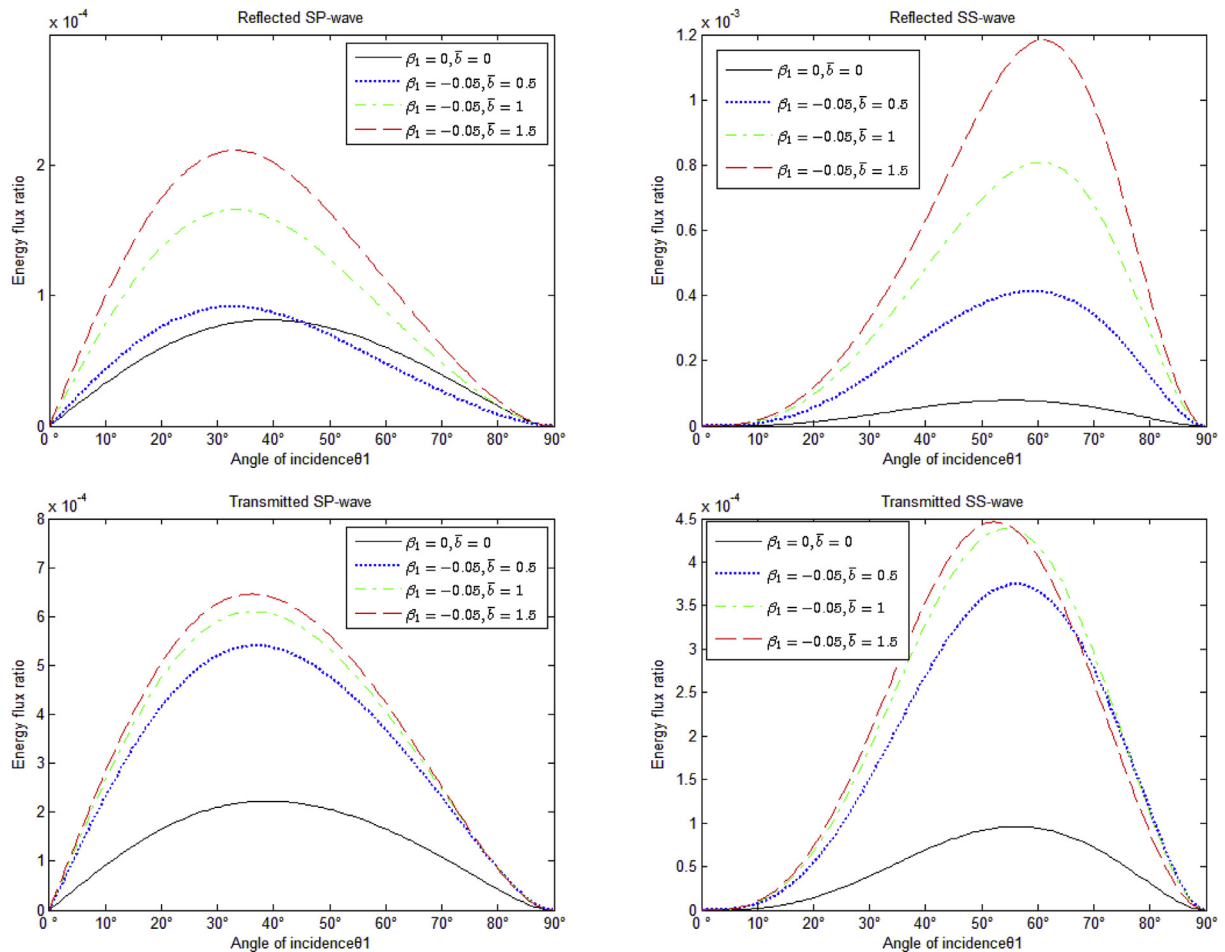 Reflected SP-wave
x 10⁻⁴
β₁ = 0, b̄ = 0
β₁ = −0.05, b̄ = 0.5
β₁ = −0.05, b̄ = 1
β₁ = −0.05, b̄ = 1.5
2
1
0
Energy flux ratio
0° 10° 20° 30° 40° 50° 60° 70° 80° 90°
Angle of incidenceθ1
Reflected SS-wave
x 10⁻³
β₁ = 0, b̄ = 0
β₁ = −0.05, b̄ = 0.5
β₁ = −0.05, b̄ = 1
β₁ = −0.05, b̄ = 1.5
1.2
1
0.8
0.6
0.4
0.2
0
Energy flux ratio
0° 10° 20° 30° 40° 50° 60° 70° 80° 90°
Angle of incidenceθ1
Transmitted SP-wave
x 10⁻⁴
β₁ = 0, b̄ = 0
β₁ = −0.05, b̄ = 0.5
β₁ = −0.05, b̄ = 1
β₁ = −0.05, b̄ = 1.5
8
7
6
5
4
3
2
1
0
Energy flux ratio
0° 10° 20° 30° 40° 50° 60° 70° 80° 90°
Angle of incidenceθ1
Transmitted SS-wave
x 10⁻⁴
β₁ = 0, b̄ = 0
β₁ = −0.05, b̄ = 0.5
β₁ = −0.05, b̄ = 1
β₁ = −0.05, b̄ = 1.5
4.5
4
3.5
3
2.5
2
1.5
1
0.5
0
Energy flux ratio
0° 10° 20° 30° 40° 50° 60° 70° 80° 90°
Angle of incidenceθ1